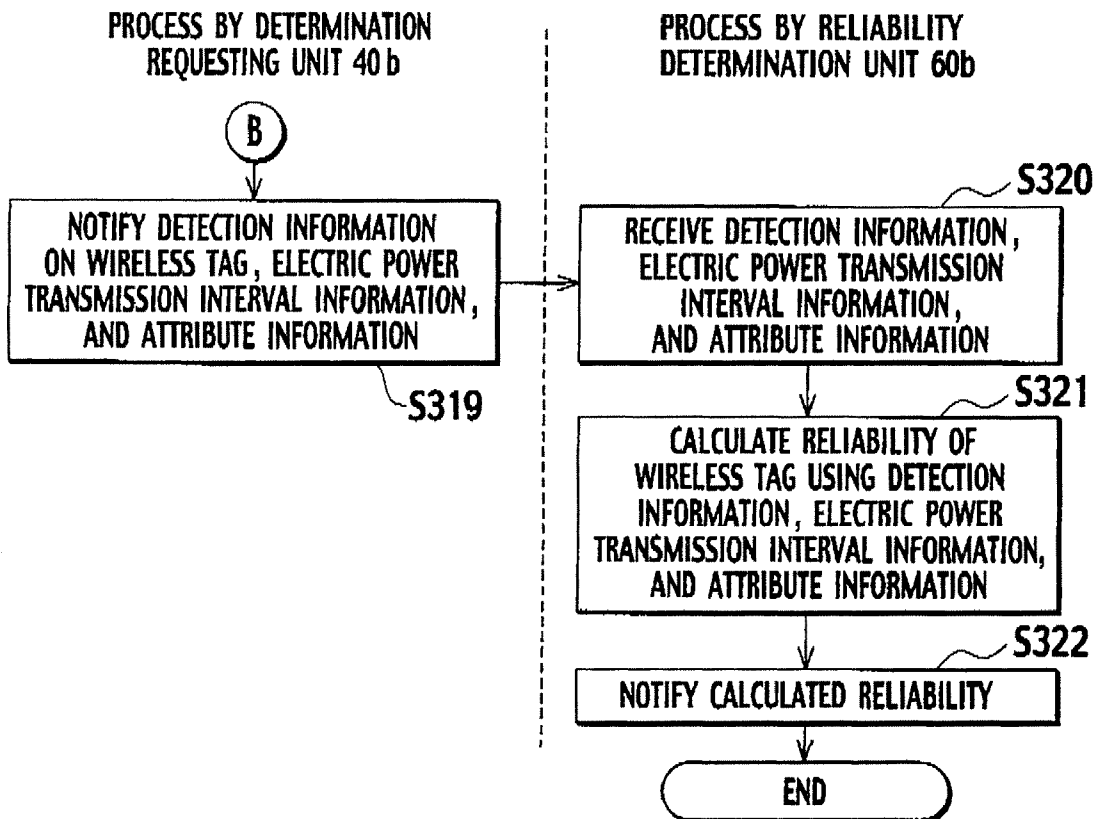 PROCESS BY DETERMINATION
REQUESTING UNIT 40b
PROCESS BY RELIABILITY
DETERMINATION UNIT 60b
B
NOTIFY DETECTION INFORMATION
ON WIRELESS TAG, ELECTRIC POWER
TRANSMISSION INTERVAL INFORMATION,
AND ATTRIBUTE INFORMATION
S319
S320
RECEIVE DETECTION INFORMATION,
ELECTRIC POWER TRANSMISSION
INTERVAL INFORMATION,
AND ATTRIBUTE INFORMATION
S321
CALCULATE RELIABILITY OF
WIRELESS TAG USING DETECTION
INFORMATION, ELECTRIC POWER
TRANSMISSION INTERVAL INFORMATION,
AND ATTRIBUTE INFORMATION
S322
NOTIFY CALCULATED RELIABILITY
END